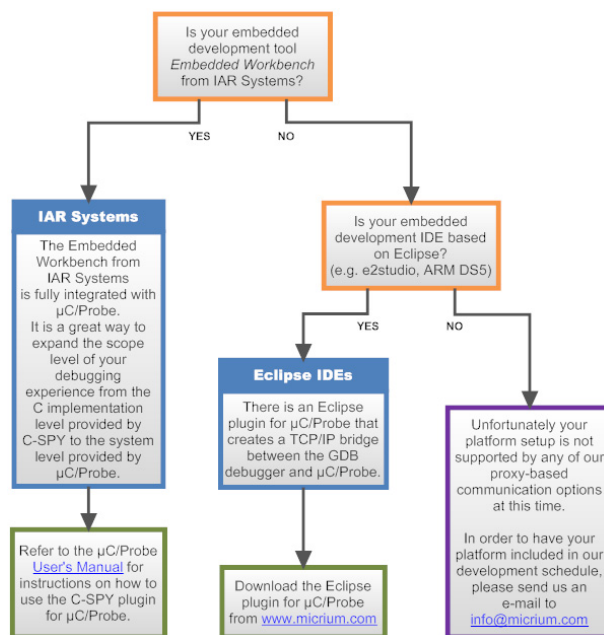 Is your embedded
development tool
Embedded Workbench
from IAR Systems?
YES
NO
IAR Systems
The Embedded
Workbench from
IAR Systems
is fully integrated with
µC/Probe.
It is a great way to
expand the scope
level of your
debugging
experience from the
C implementation
level provided by
C-SPY to the system
level provided by
µC/Probe.
Refer to the µC/Probe
User's Manual for
instructions on how to
use the C-SPY plugin
for µC/Probe.
Is your embedded
development IDE based
on Eclipse?
(e.g. e2studio, ARM DS5)
YES
NO
Eclipse IDEs
There is an Eclipse
plugin for µC/Probe that
creates a TCP/IP bridge
between the GDB
debugger and µC/Probe.
Download the Eclipse
plugin for µC/Probe
from www.micrium.com
Unfortunately your
platform setup is not
supported by any of our
proxy-based
communication options
at this time.
In order to have your
platform included in our
development schedule,
please send us an
e-mail to
info@micrium.com